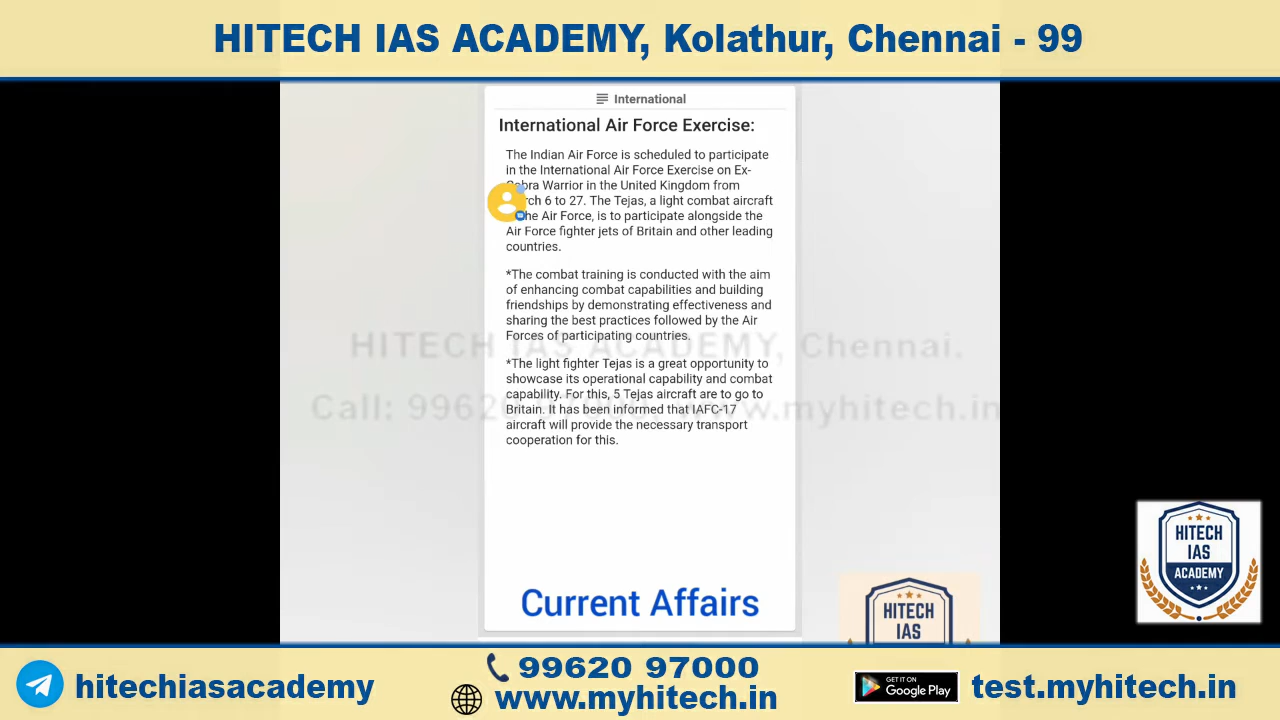 HITECH IAS ACADEMY, Kolathur, Chennai - 99
International
International Air Force Exercise:
The Indian Air Force is scheduled to participate
in the International Air Force Exercise on Ex-
Warrior in the United Kingdom from
6 to 27. The Tejas, a light combat aircraft
Air Force, is to participate alongside the
Air Force fighter jets of Britain and other leading
countries.
*The combat training is conducted with the aim
of enhancing combat capabilities and building
friendships by demonstrating effectiveness and
sharing the best practices followed by the Air
Forces of participating countries.
HITECH IAS ACADEMY, Chennai.
*The light fighter Tejas is a great opportunity to
showcase its operational capability and combat
capability. For this, 5 Tejas aircraft are to go to
Britain. It has been informed that IAFC-17
aircraft will provide the necessary transport
cooperation for this.
Call: 99620 97000, www.myhitech.in
Current Affairs
HITECH
IAS
HITECH
IAS
ACADEMY
hitechiasacademy
99620 97000
www.myhitech.in
GET IT ON
Google Play
test.myhitech.in